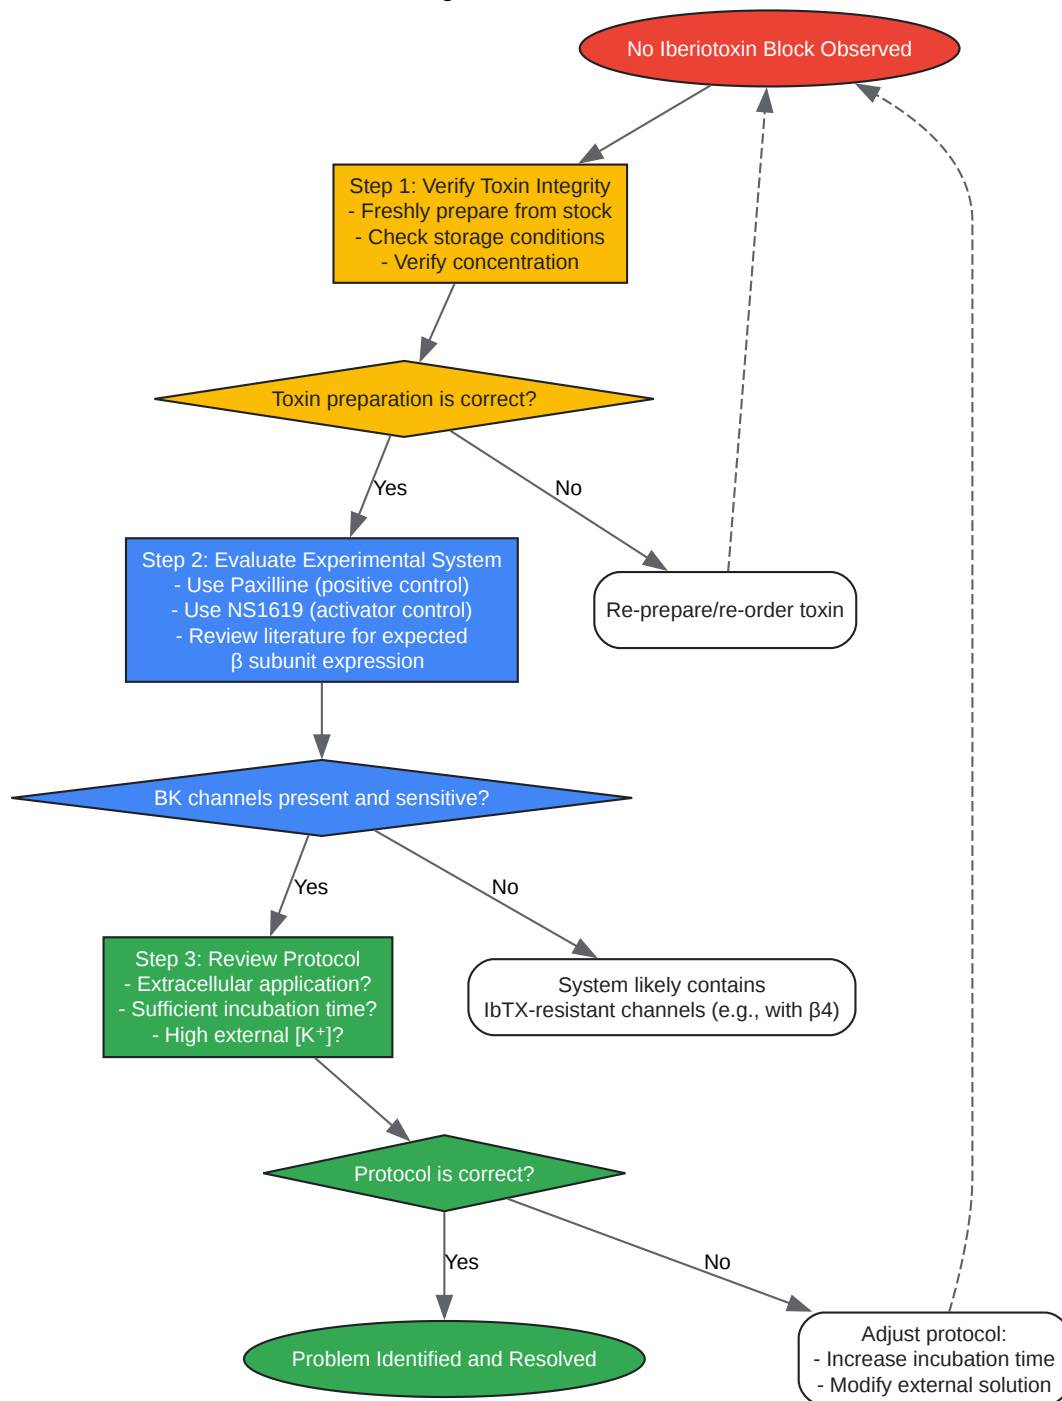 No Iberiotoxin Block Observed
Step 1: Verify Toxin Integrity
- Freshly prepare from stock
- Check storage conditions
- Verify concentration
Toxin preparation is correct?
Yes
No
Step 2: Evaluate Experimental System
- Use Paxilline (positive control)
- Use NS1619 (activator control)
- Review literature for expected
β subunit expression
Re-prepare/re-order toxin
BK channels present and sensitive?
Yes
No
Step 3: Review Protocol
- Extracellular application?
- Sufficient incubation time?
- High external [K⁺]?
System likely contains
IbTX-resistant channels (e.g., with β4)
Protocol is correct?
Yes
No
Problem Identified and Resolved
Adjust protocol:
- Increase incubation time
- Modify external solution